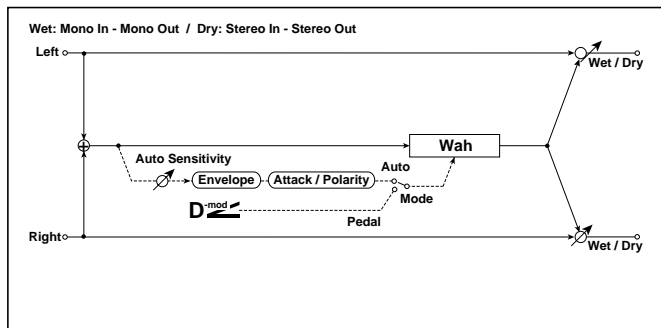 Wet: Mono In - Mono Out / Dry: Stereo In - Stereo Out
Left
Wet / Dry
Wah
Auto Sensitivity
Auto
Envelope
Attack / Polarity
Mode
D-mod
Pedal
Right
Wet / Dry